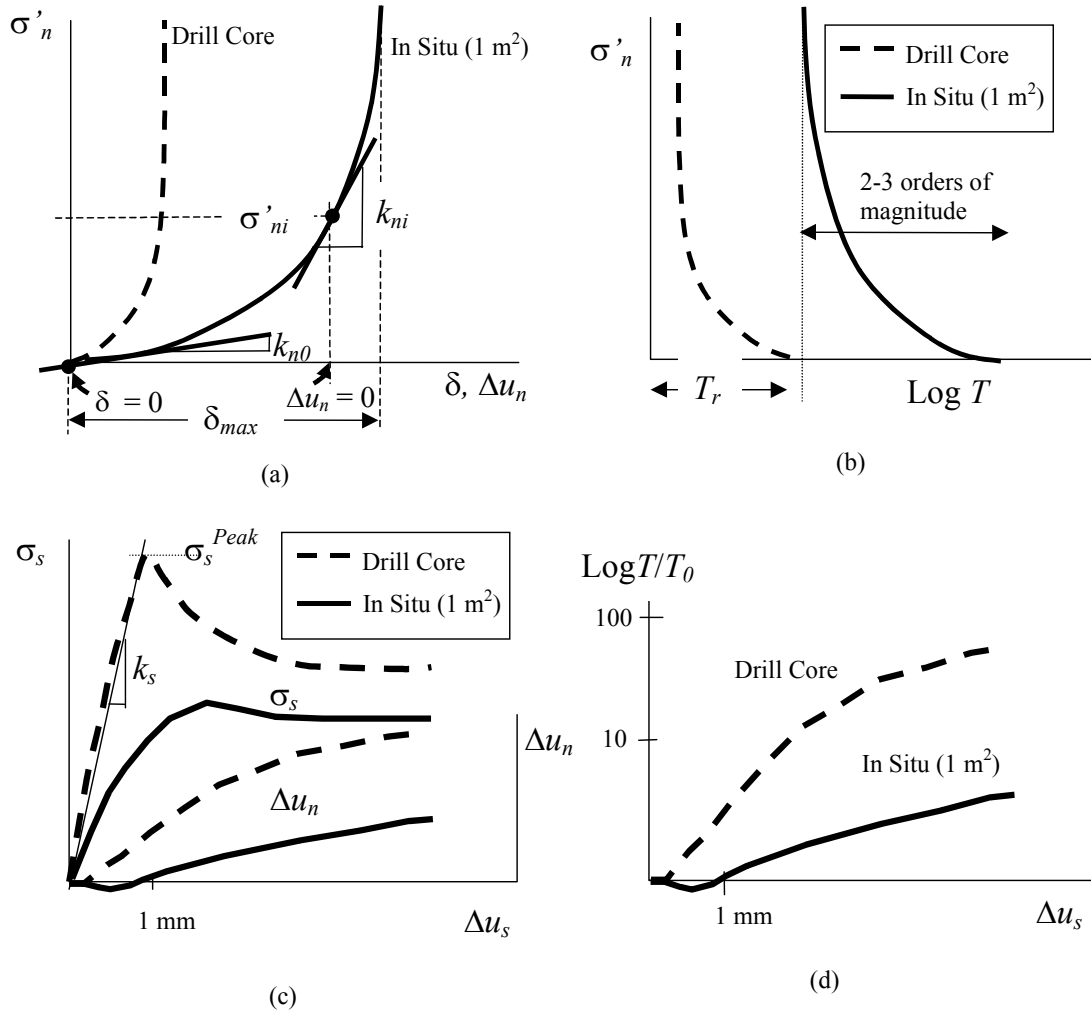 σ'n
Drill Core
In Situ (1 m²)
σ'ni
kni
kn0
δ = 0
Δun = 0
δ, Δun
δmax
(a)
σ'n
Drill Core
In Situ (1 m²)
2-3 orders of
magnitude
Tr
Log T
(b)
σs
σs^Peak
Drill Core
In Situ (1 m²)
ks
σs
Δun
Δun
1 mm
Δus
(c)
LogT/T0
100
10
Drill Core
In Situ (1 m²)
1 mm
Δus
(d)